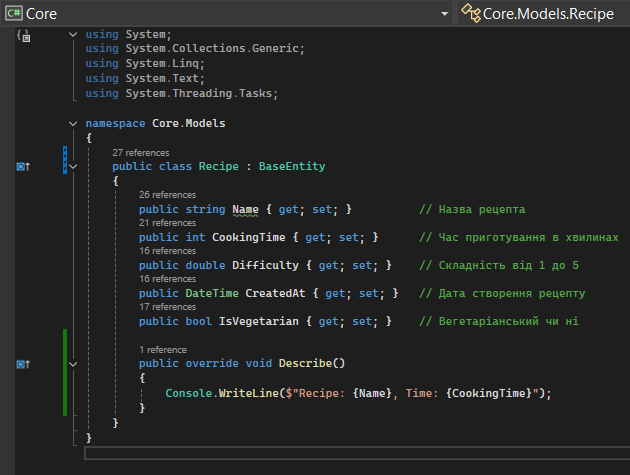 C# Core Core.Models.Recipe
using System;
using System.Collections.Generic;
using System.Linq;
using System.Text;
using System.Threading.Tasks;
namespace Core.Models
{
27 references
public class Recipe : BaseEntity
{
26 references
public string Name { get; set; } // Назва рецепта
21 references
public int CookingTime { get; set; } // Час приготування в хвилинах
16 references
public double Difficulty { get; set; } // Складність від 1 до 5
16 references
public DateTime CreatedAt { get; set; } // Дата створення рецепту
17 references
public bool IsVegetarian { get; set; } // Вегетаріанський чи ні
1 reference
public override void Describe()
{
Console.WriteLine($"Recipe: {Name}, Time: {CookingTime}");
}
}
}